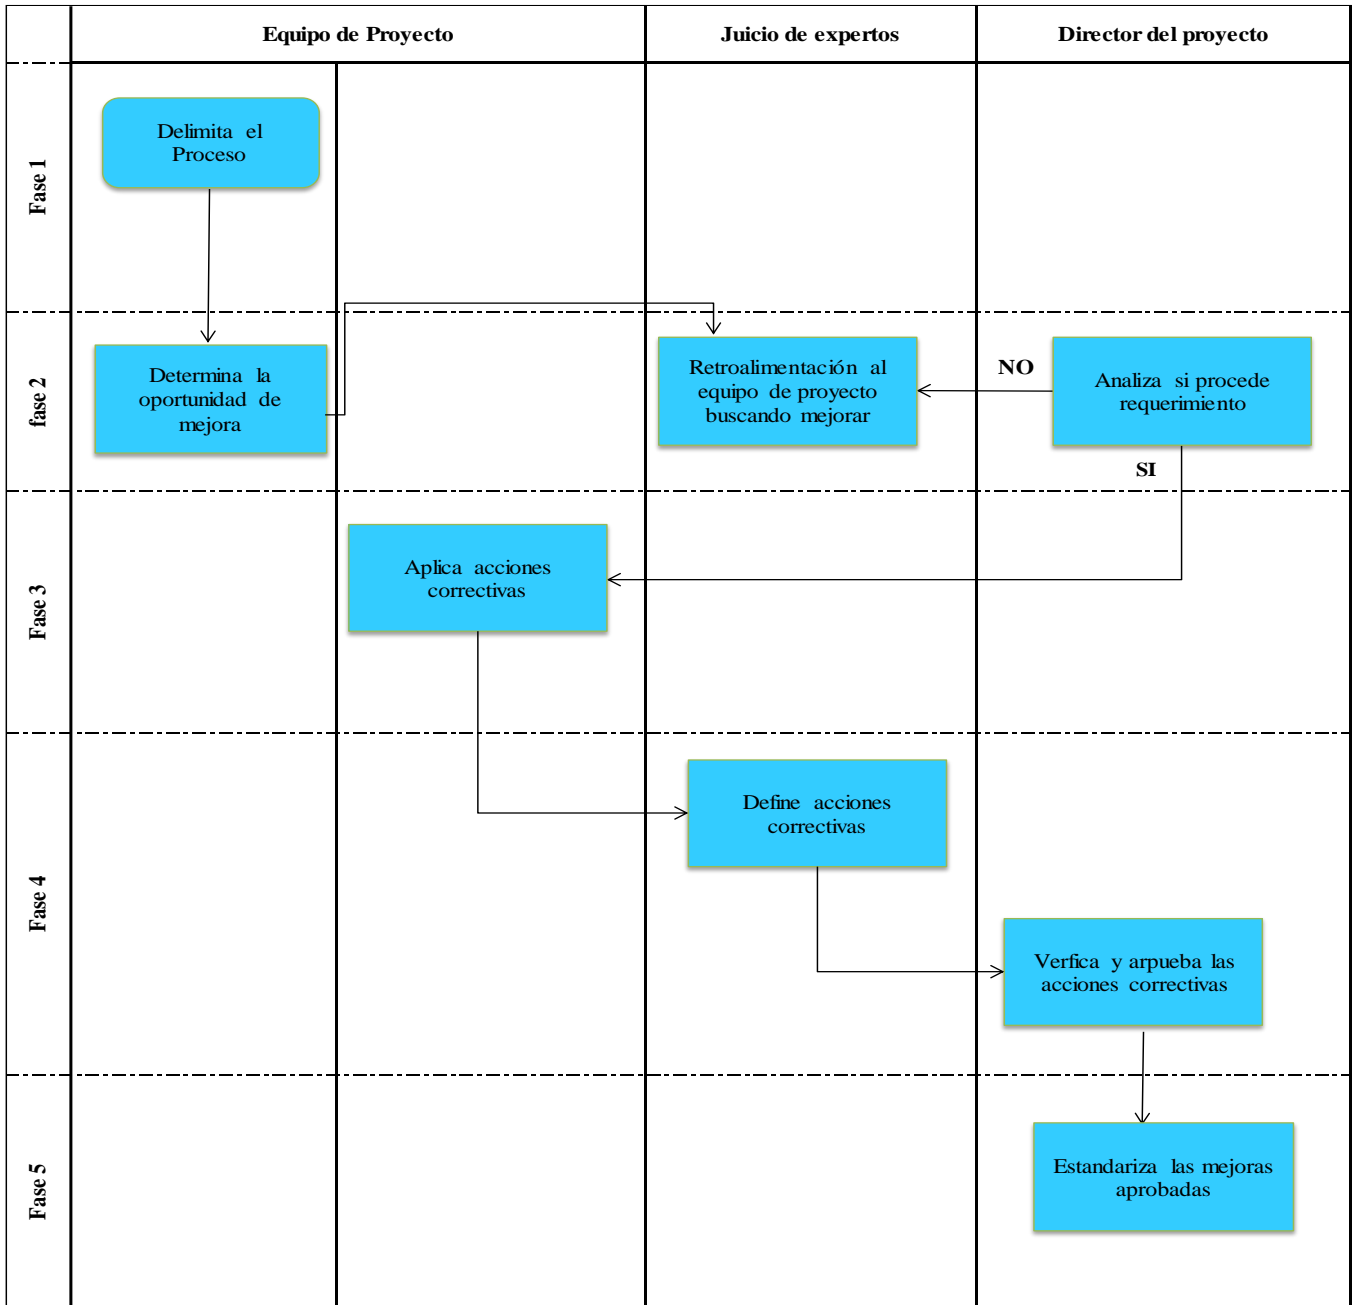 Equipo de Proyecto
Juicio de expertos
Director del proyecto
Fase 1
Delimita el
Proceso
fase 2
Determina la
oportunidad de
mejora
Retroalimentación al
equipo de proyecto
buscando mejorar
NO
Analiza si procede
requerimiento
SI
Fase 3
Aplica acciones
correctivas
Fase 4
Define acciones
correctivas
Verfica y arpueba las
acciones correctivas
Fase 5
Estandariza las mejoras
aprobadas